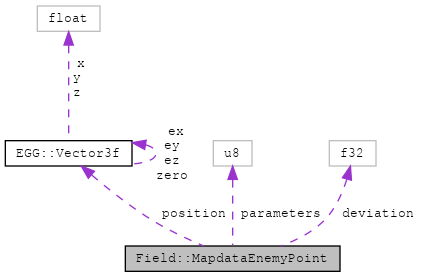 float
x
y
z
ex
ey
EGG::Vector3f
u8
f32
ez
zero
position
parameters
deviation
Field::MapdataEnemyPoint